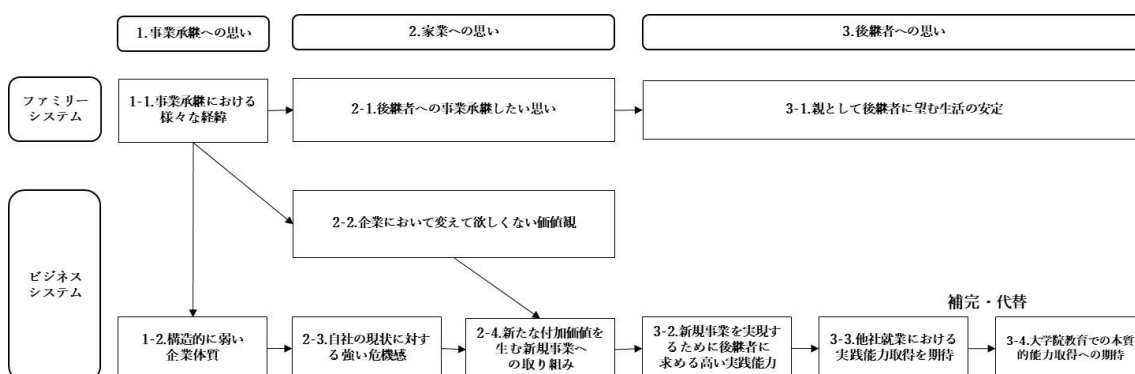 1.事業承継への思い
2.家業への思い
3.後継者への思い
ファミリー
システム
1-1.事業承継における
様々な経緯
2-1.後継者への事業承継したい思い
3-1.親として後継者に望む生活の安定
ビジネス
システム
2-2.企業において変えて欲しくない価値観
補完・代替
1-2.構造的に弱い
企業体質
2-3.自社の現状に対す
る強い危機感
2-4.新たな付加価値を
生む新規事業へ
の取り組み
3-2.新規事業を実現す
るために後継者に
求める高い実践能力
3-3.他社就業における
実践能力取得を期待
3-4.大学院教育での本質
的能力取得への期待